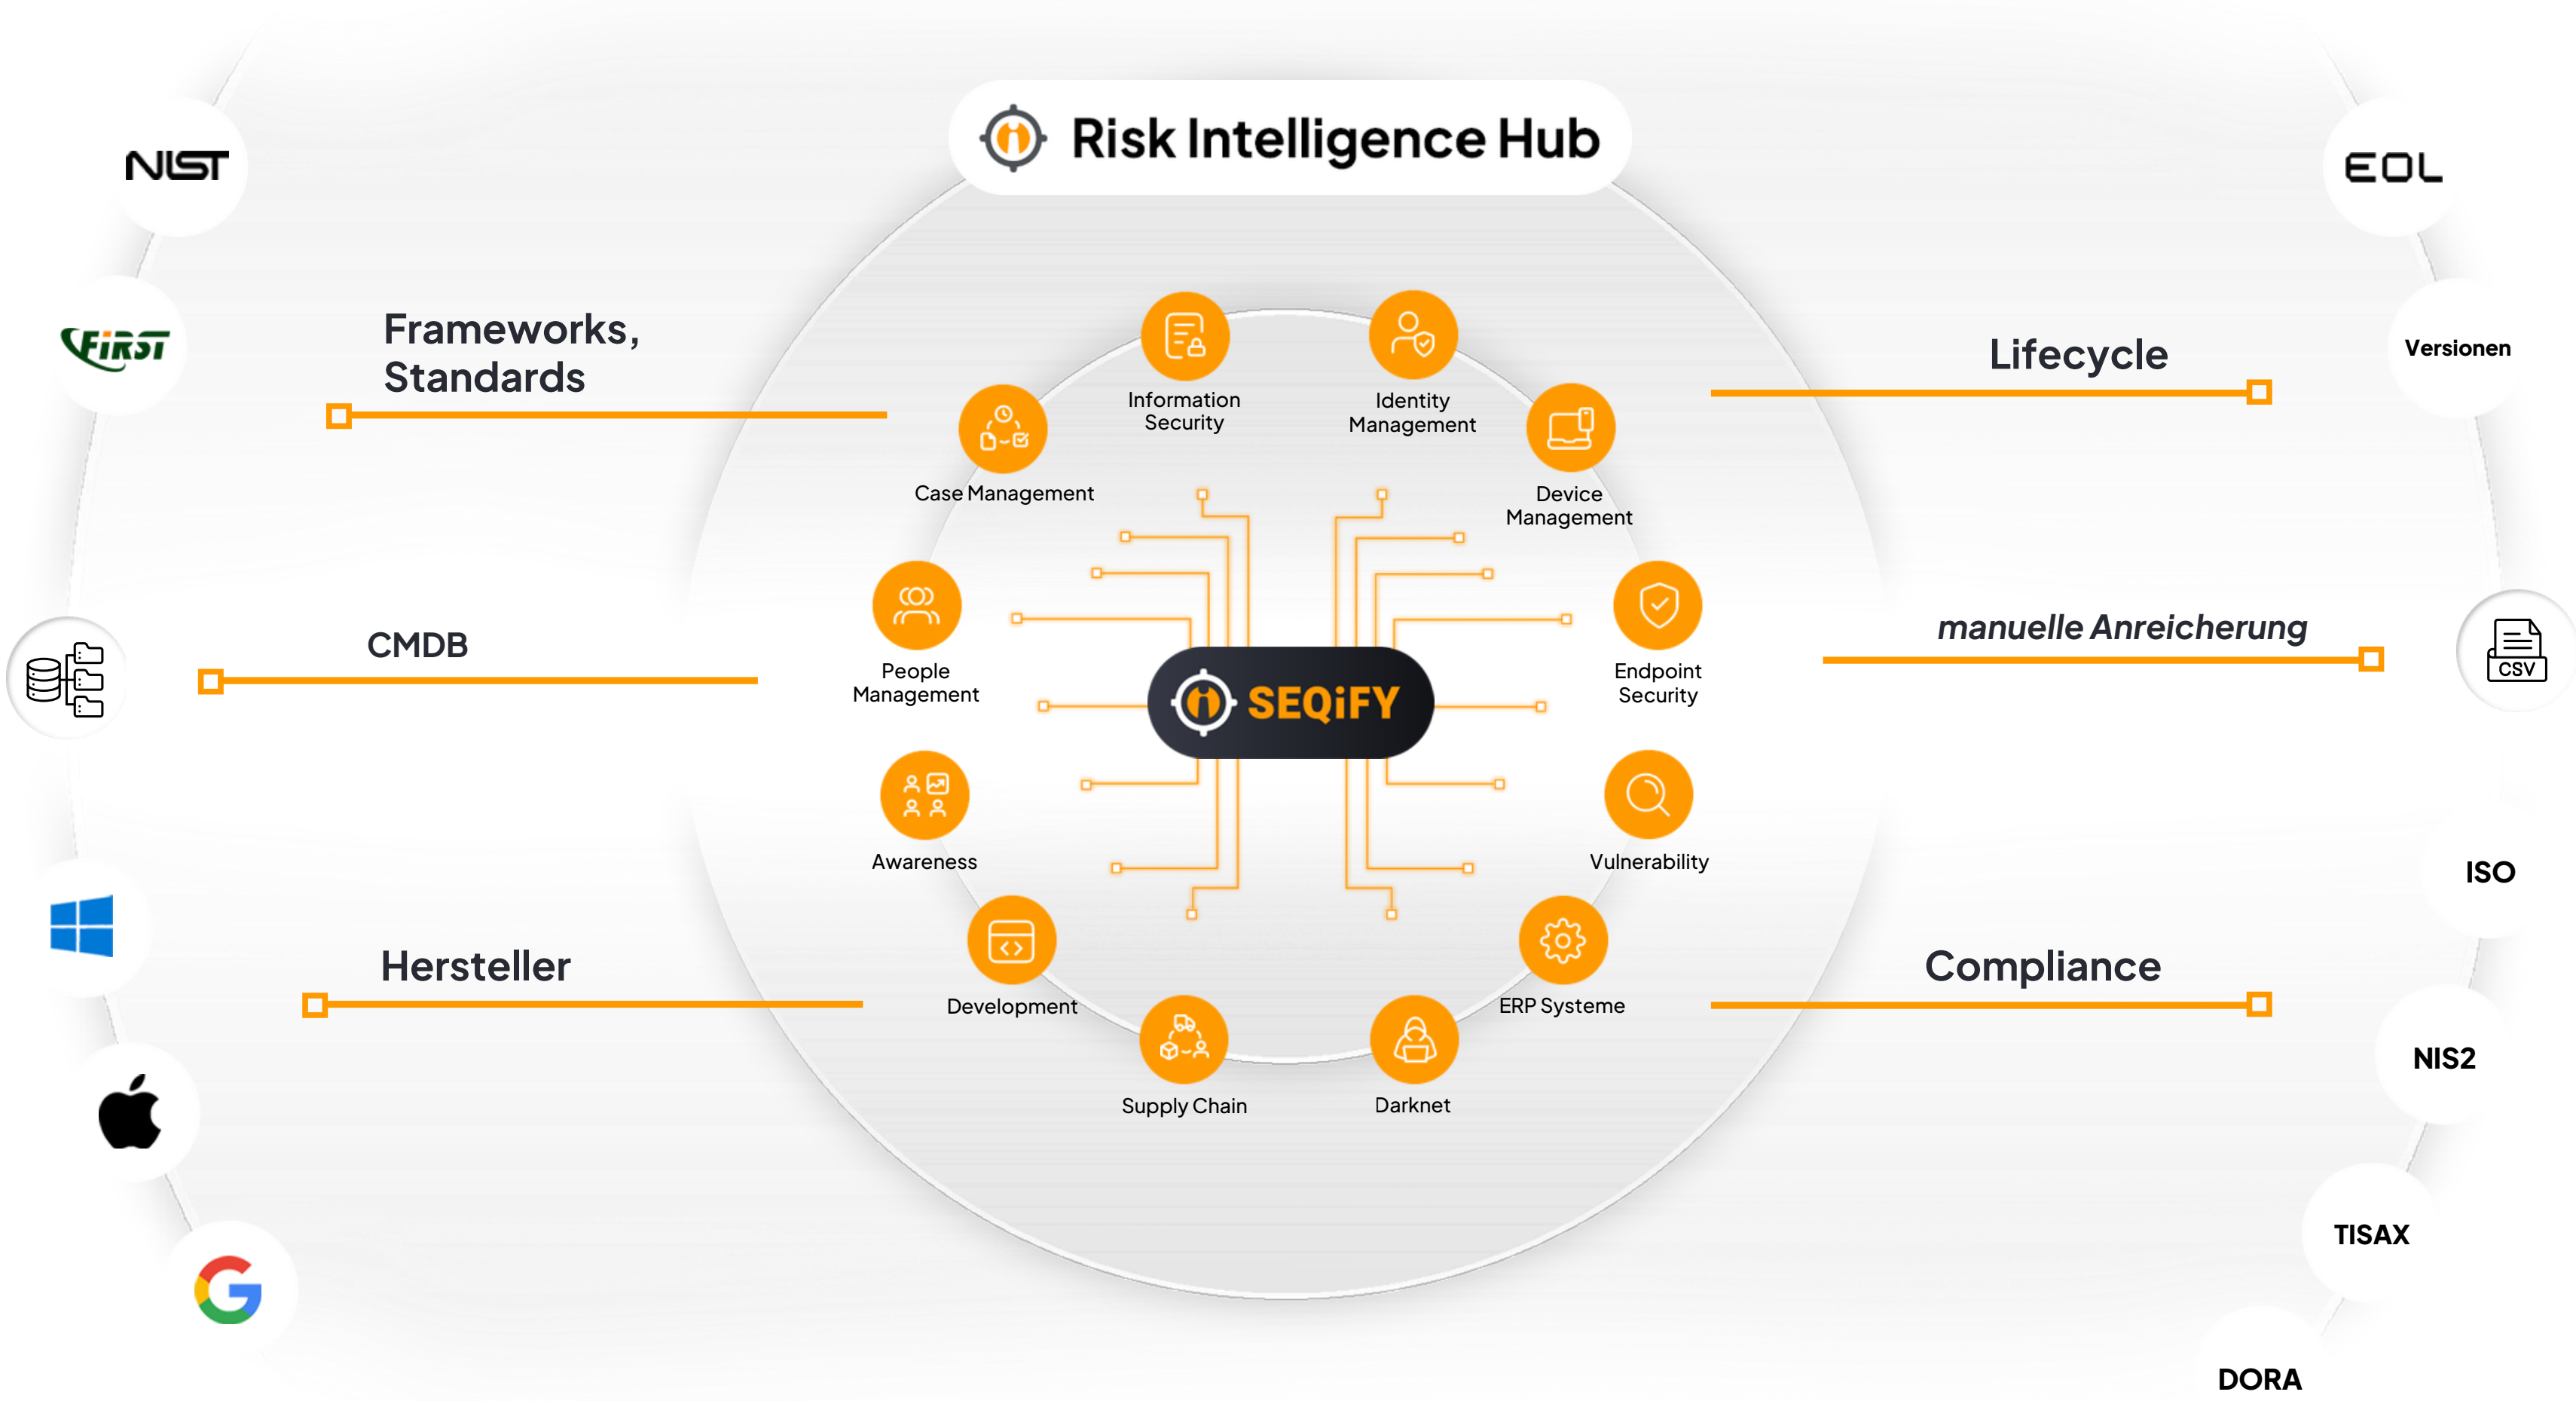 Risk Intelligence Hub
NIST
FiRST
Frameworks,
Standards
CMDB
Hersteller
Information
Security
Identity
Management
Case Management
Device
Management
People
Management
Endpoint
Security
SEQiFY
Awareness
Vulnerability
Development
ERP Systeme
Supply Chain
Darknet
Lifecycle
manuelle Anreicherung
Compliance
EOL
Versionen
CSV
ISO
NIS2
TISAX
DORA